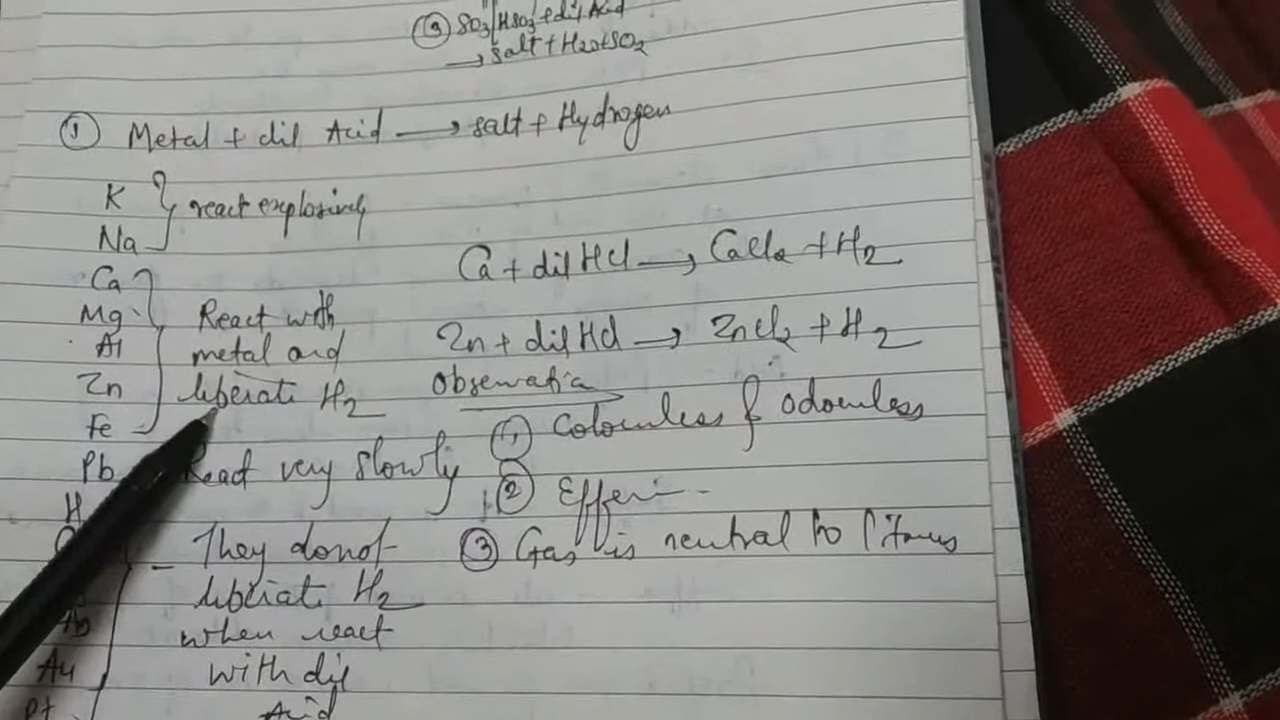 ③ SO3/HSO3 + dil Acid
→ salt + H2O + SO2
① Metal + dil Acid → salt + Hydrogen
K
Na
react explosively
Ca
Mg
Al
Zn
Fe
React with
metal and
liberate H2
Ca + dil HCl → CaCl2 + H2
Zn + dil HCl → ZnCl2 + H2
Observation
① Colourless & odourless
② Effer
③ Gas is neutral to litmus
Pb React very slowly
H
Ag
Au
Pt
They donot
liberate H2
when react
with dil
Acid